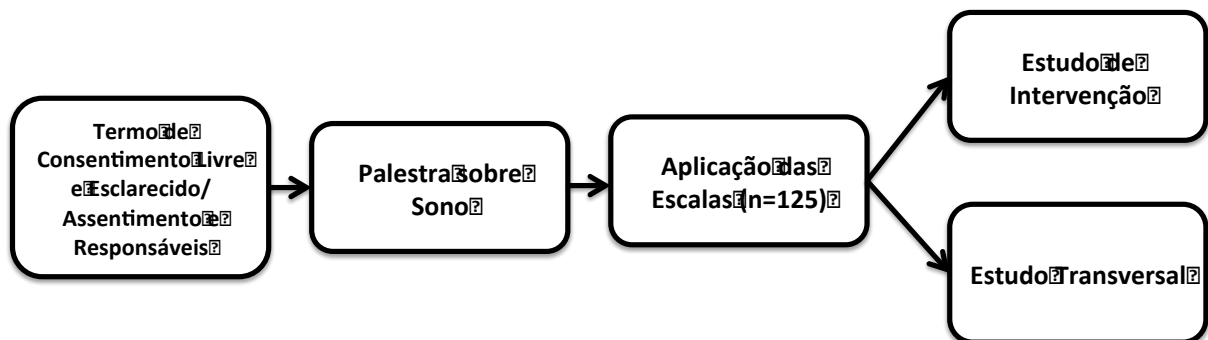 Termo de
Consentimento Livre
e Esclarecido/
Assentimento e
Responsáveis
Palestra sobre
Sono
Aplicação das
Escalas (n=125)
Estudo de
Intervenção
Estudo Transversal